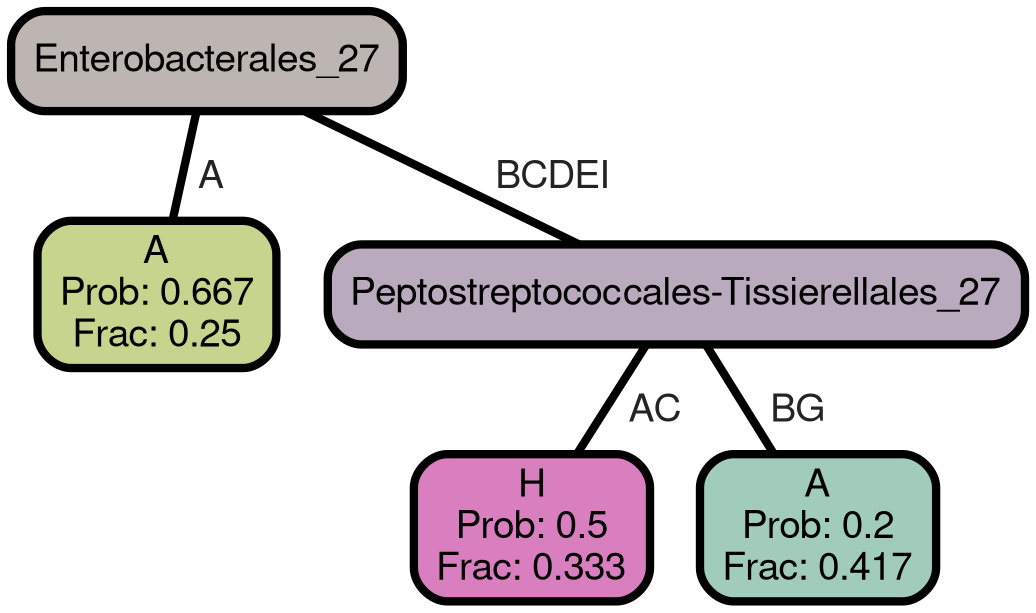 Enterobacterales_27
A
BCDEI
A
Prob: 0.667
Frac: 0.25
Peptostreptococcales-Tissierellales_27
AC
BG
H
Prob: 0.5
Frac: 0.333
A
Prob: 0.2
Frac: 0.417